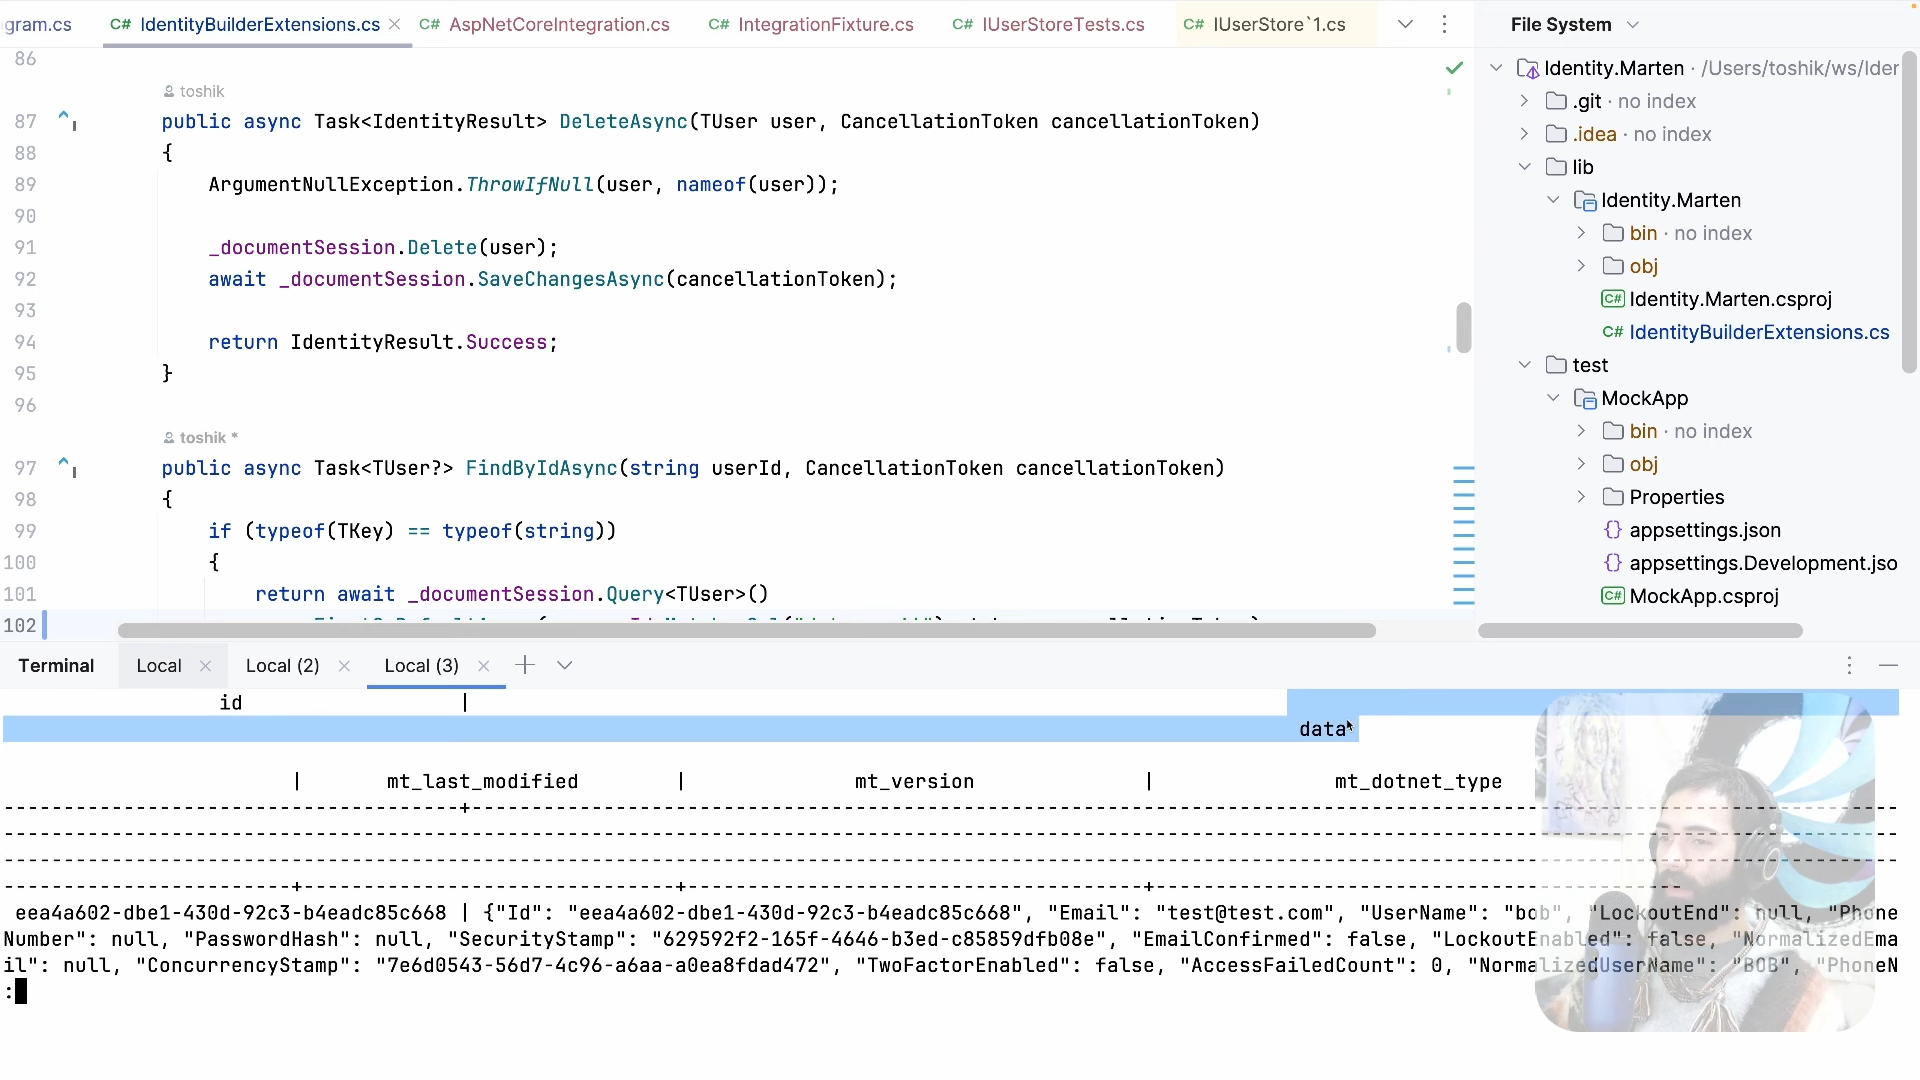 gram.cs
C# IdentityBuilderExtensions.cs
C# AspNetCoreIntegration.cs
C# IntegrationFixture.cs
C# IUserStoreTests.cs
C# IUserStore`1.cs
86
toshik
87 public async Task<IdentityResult> DeleteAsync(TUser user, CancellationToken cancellationToken)
88 {
89 ArgumentNullException.ThrowIfNull(user, nameof(user));
90
91 _documentSession.Delete(user);
92 await _documentSession.SaveChangesAsync(cancellationToken);
93
94 return IdentityResult.Success;
95 }
96
toshik *
97 public async Task<TUser?> FindByIdAsync(string userId, CancellationToken cancellationToken)
98 {
99 if (typeof(TKey) == typeof(string))
100 {
101 return await _documentSession.Query<TUser>()
102
File System
Identity.Marten · /Users/toshik/ws/Ider
.git · no index
.idea · no index
lib
Identity.Marten
bin · no index
obj
C# Identity.Marten.csproj
C# IdentityBuilderExtensions.cs
test
MockApp
bin · no index
obj
Properties
{} appsettings.json
{} appsettings.Development.jso
C# MockApp.csproj
Terminal Local Local (2) Local (3)
id |
data
| mt_last_modified | mt_version | mt_dotnet_type
eea4a602-dbe1-430d-92c3-b4eadc85c668 | {"Id": "eea4a602-dbe1-430d-92c3-b4eadc85c668", "Email": "test@test.com", "UserName": "bob", "LockoutEnd": null, "Phone
Number": null, "PasswordHash": null, "SecurityStamp": "629592f2-165f-4646-b3ed-c85859dfb08e", "EmailConfirmed": false, "LockoutEnabled": false, "NormalizedEma
il": null, "ConcurrencyStamp": "7e6d0543-56d7-4c96-a6aa-a0ea8fdad472", "TwoFactorEnabled": false, "AccessFailedCount": 0, "NormalizedUserName": "BOB", "PhoneN
: